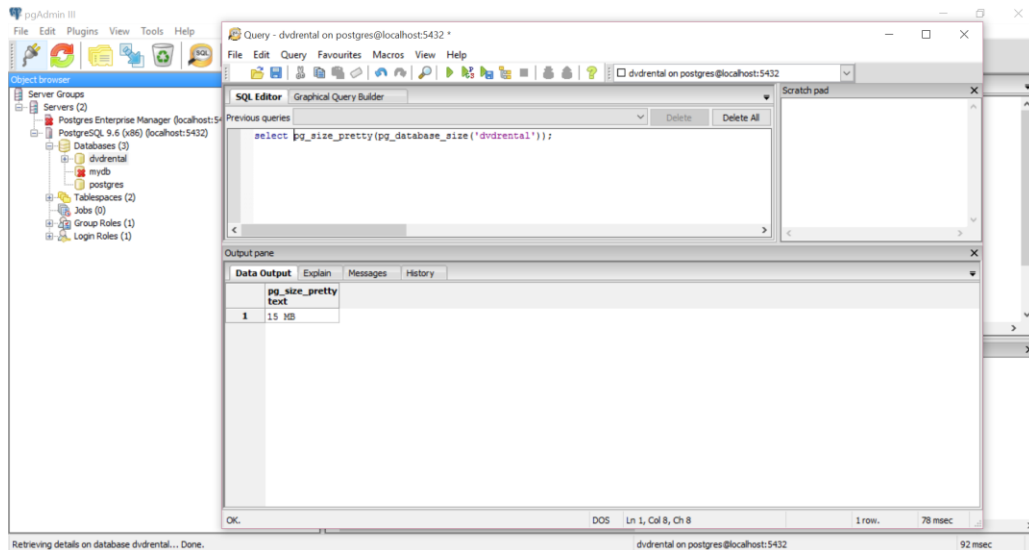 pgAdmin III
File Edit Plugins View Tools Help
SQL
Object browser
Server Groups
Servers (2)
Postgres Enterprise Manager (localhost:54
PostgreSQL 9.6 (x86) (localhost:5432)
Databases (3)
dvdrental
mydb
postgres
Tablespaces (2)
Jobs (0)
Group Roles (1)
Login Roles (1)
Query - dvdrental on postgres@localhost:5432 *
File Edit Query Favourites Macros View Help
dvdrental on postgres@localhost:5432
SQL Editor Graphical Query Builder
Previous queries Delete Delete All
select pg_size_pretty(pg_database_size('dvdrental'));
Scratch pad
Output pane
Data Output Explain Messages History
pg_size_pretty
text
1 15 MB
OK. DOS Ln 1, Col 8, Ch 8 1 row. 78 msec
Retrieving details on database dvdrental... Done. dvdrental on postgres@localhost:5432 92 msec